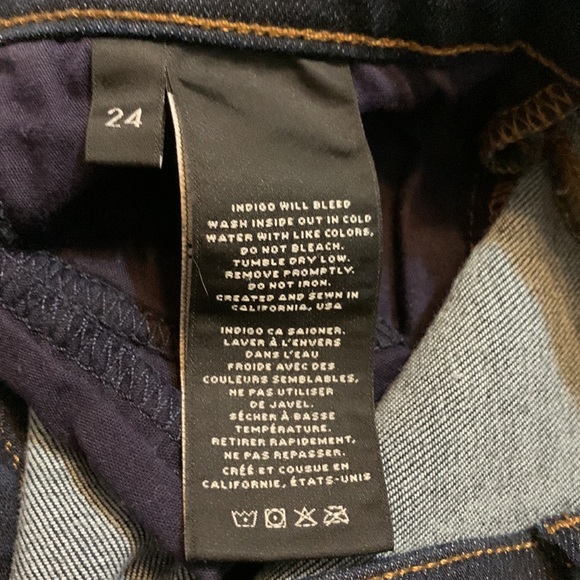 24
INDIGO WILL BLEED
WASH INSIDE OUT IN COLD
WATER WITH LIKE COLORS,
DO NOT BLEACH.
TUMBLE DRY LOW.
REMOVE PROMPTLY.
DO NOT IRON.
CREATED AND SEWN IN
CALIFORNIA, USA
INDIGO CA SAIGNER.
LAVER À L'ENVERS
DANS L'EAU
FROIDE AVEC DES
COULEURS SEMBLABLES,
NE PAS UTILISER
DE JAVEL.
SÉCHER À BASSE
TEMPÉRATURE.
RETIRER RAPIDEMENT,
NE PAS REPASSER.
CRÉÉ ET COUSUE EN
CALIFORNIE, ÉTATS-UNIS